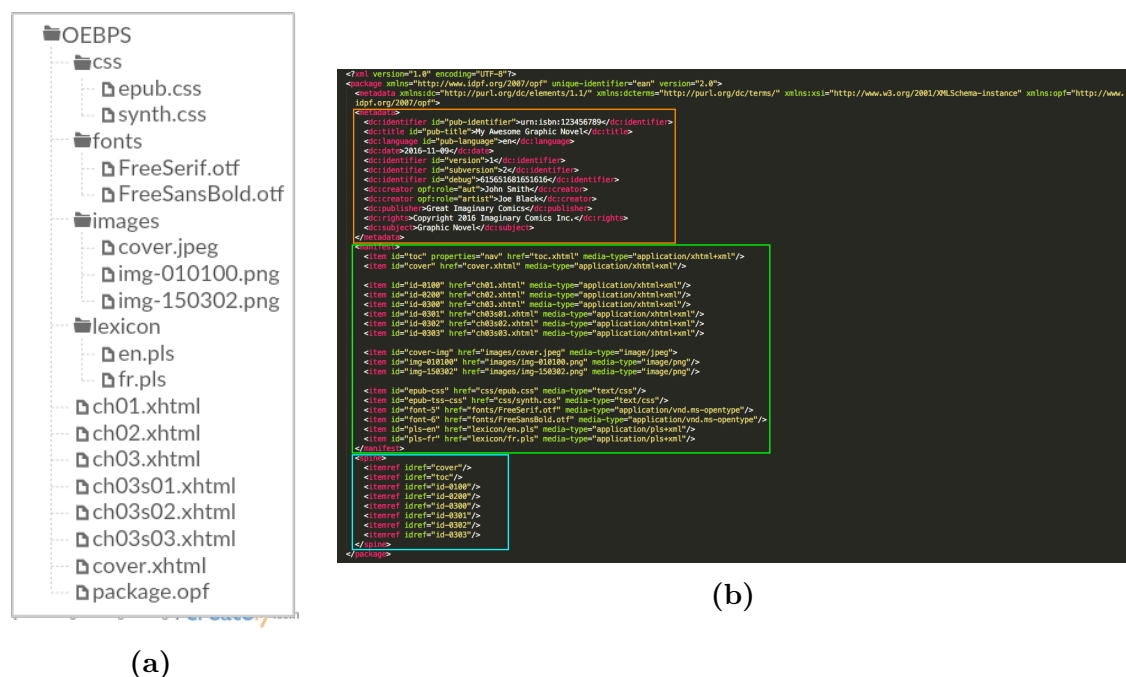 OEBPS
css
epub.css
synth.css
fonts
FreeSerif.otf
FreeSansBold.otf
images
cover.jpeg
img-010100.png
img-150302.png
lexicon
en.pls
fr.pls
ch01.xhtml
ch02.xhtml
ch03.xhtml
ch03s01.xhtml
ch03s02.xhtml
ch03s03.xhtml
cover.xhtml
package.opf
(a)
<?xml version="1.0" encoding="UTF-8"?>
<package xmlns="http://www.idpf.org/2007/opf" unique-identifier="ean" version="2.0">
<metadata xmlns:dc="http://purl.org/dc/elements/1.1/" xmlns:dcterms="http://purl.org/dc/terms/" xmlns:xsi="http://www.w3.org/2001/XMLSchema-instance" xmlns:opf="http://www.
idpf.org/2007/opf">
<metadata>
<dc:identifier id="pub-identifier">urn:isbn:123456789</dc:identifier>
<dc:title id="pub-title">My Awesome Graphic Novel</dc:title>
<dc:language id="pub-language">en</dc:language>
<dc:date>2016-11-09</dc:date>
<dc:identifier id="version">1</dc:identifier>
<dc:identifier id="subversion">2</dc:identifier>
<dc:identifier id="debug">615651681651616</dc:identifier>
<dc:creator opf:role="aut">John Smith</dc:creator>
<dc:creator opf:role="artist">Joe Black</dc:creator>
<dc:publisher>Great Imaginary Comics</dc:publisher>
<dc:rights>Copyright 2016 Imaginary Comics Inc.</dc:rights>
<dc:subject>Graphic Novel</dc:subject>
</metadata>
<manifest>
<item id="toc" properties="nav" href="toc.xhtml" media-type="application/xhtml+xml"/>
<item id="cover" href="cover.xhtml" media-type="application/xhtml+xml"/>
<item id="id-0100" href="ch01.xhtml" media-type="application/xhtml+xml"/>
<item id="id-0200" href="ch02.xhtml" media-type="application/xhtml+xml"/>
<item id="id-0300" href="ch03.xhtml" media-type="application/xhtml+xml"/>
<item id="id-0301" href="ch03s01.xhtml" media-type="application/xhtml+xml"/>
<item id="id-0302" href="ch03s02.xhtml" media-type="application/xhtml+xml"/>
<item id="id-0303" href="ch03s03.xhtml" media-type="application/xhtml+xml"/>
<item id="cover-img" href="images/cover.jpeg" media-type="image/jpeg">
<item id="img-010100" href="images/img-010100.png" media-type="image/png"/>
<item id="img-150302" href="images/img-150302.png" media-type="image/png"/>
<item id="epub-css" href="css/epub.css" media-type="text/css"/>
<item id="epub-tss-css" href="css/synth.css" media-type="text/css"/>
<item id="font-5" href="fonts/FreeSerif.otf" media-type="application/vnd.ms-opentype"/>
<item id="font-6" href="fonts/FreeSansBold.otf" media-type="application/vnd.ms-opentype"/>
<item id="pls-en" href="lexicon/en.pls" media-type="application/pls+xml"/>
<item id="pls-fr" href="lexicon/fr.pls" media-type="application/pls+xml"/>
</manifest>
<spine>
<itemref idref="cover"/>
<itemref idref="toc"/>
<itemref idref="id-0100"/>
<itemref idref="id-0200"/>
<itemref idref="id-0300"/>
<itemref idref="id-0301"/>
<itemref idref="id-0302"/>
<itemref idref="id-0303"/>
</spine>
</package>
(b)